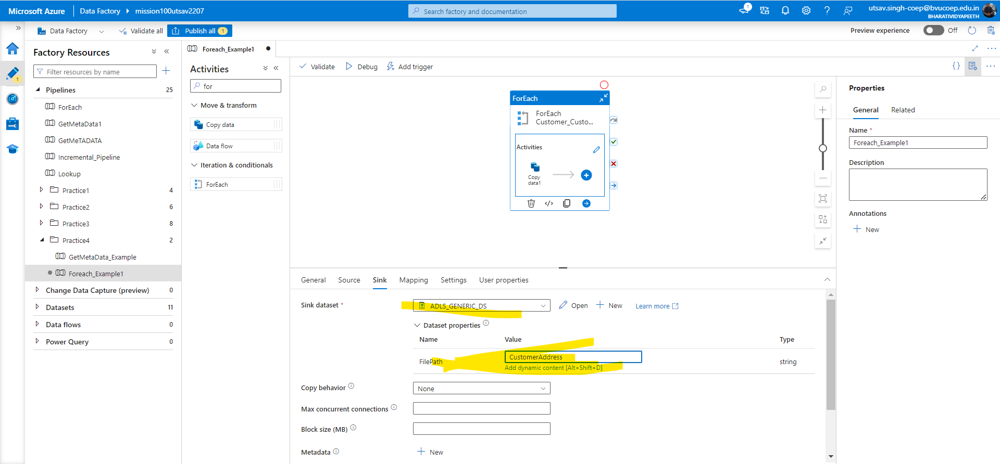 Microsoft Azure
Data Factory
mission100utsav2207
Search factory and documentation
1
utsav.singh-coep@bvucoep.edu.in
BHARATIVIDYAPEETH
Data Factory
Validate all
Publish all 1
Preview experience
Off
1
Factory Resources
Filter resources by name
Pipelines 25
ForEach
GetMetaData1
GetMeTADATA
Incremental_Pipeline
Lookup
Practice1 4
Practice2 6
Practice3 8
Practice4 2
GetMetaData_Example
Foreach_Example1
Change Data Capture (preview) 0
Datasets 11
Data flows 0
Power Query 0
Foreach_Example1
Activities
for
Move & transform
Copy data
Data flow
Iteration & conditionals
ForEach
Validate
Debug
Add trigger
ForEach
ForEach
Customer_Custo...
Activities
Copy
data1
General
Source
Sink
Mapping
Settings
User properties
Sink dataset *
ADLS_GENERIC_DS
Open
New
Learn more
Dataset properties
Name Value Type
FilePath CustomerAddress string
Add dynamic content [Alt+Shift+D]
Copy behavior
None
Max concurrent connections
Block size (MB)
Metadata
New
Properties
General
Related
Name *
Foreach_Example1
Description
Annotations
New